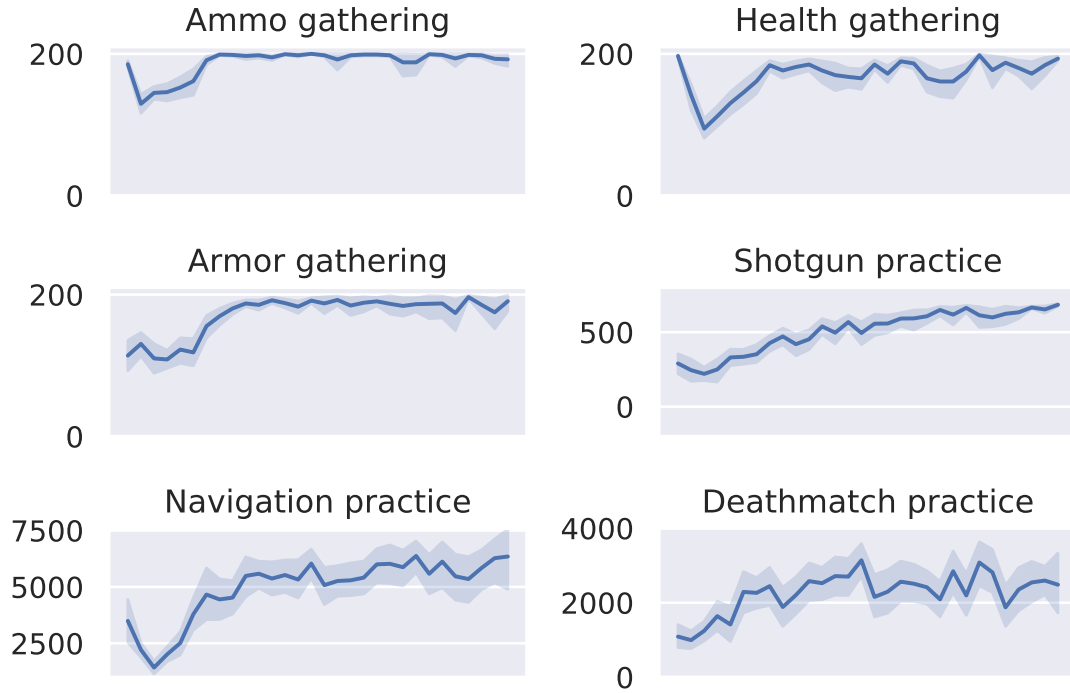 Ammo gathering
200
0
Health gathering
200
0
Armor gathering
200
0
Shotgun practice
500
0
Navigation practice
7500
5000
2500
Deathmatch practice
4000
2000
0